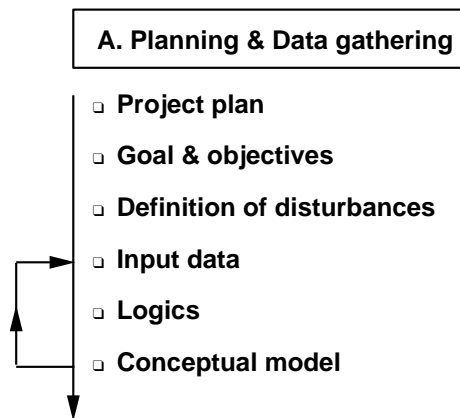 A. Planning & Data gathering
❑ Project plan
❑ Goal & objectives
❑ Definition of disturbances
❑ Input data
❑ Logics
❑ Conceptual model